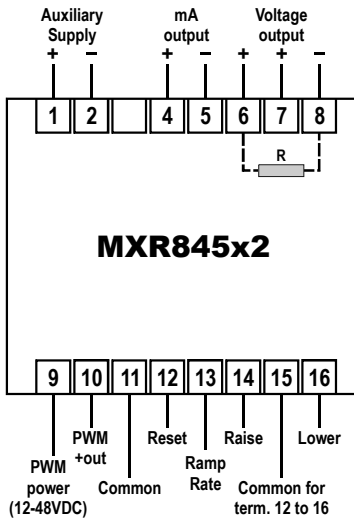 Auxiliary Supply
mA output
Voltage output
+ − + − + + −
1 2 4 5 6 7 8
R
MXR845x2
9 10 11 12 13 14 15 16
PWM power (12-48VDC)
PWM +out
Common
Reset
Ramp Rate
Raise
Common for term. 12 to 16
Lower